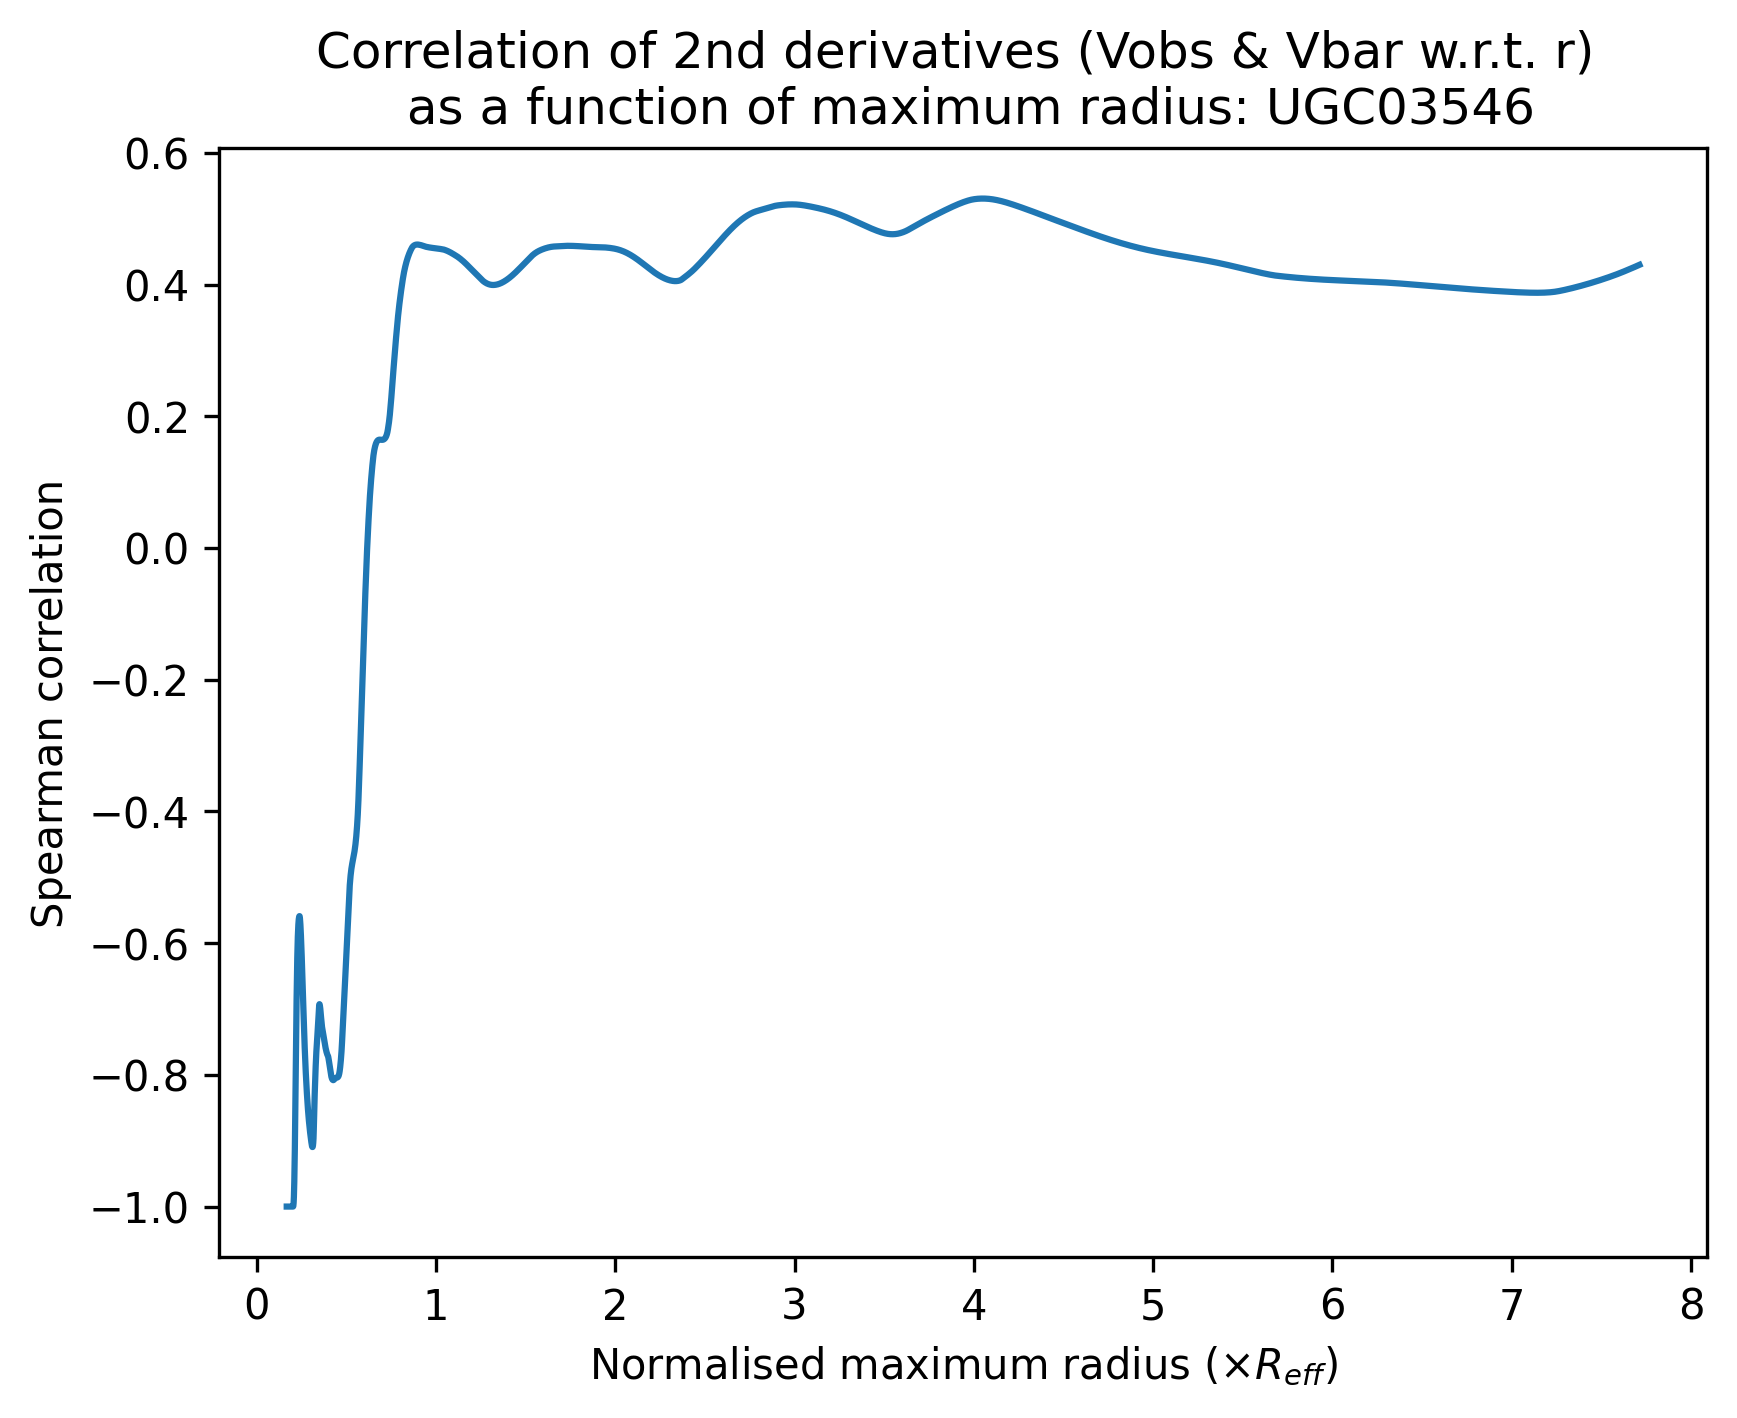 Correlation of 2nd derivatives (Vobs & Vbar w.r.t. r)
as a function of maximum radius: UGC03546
0.6
0.4
0.2
0.0
−0.2
−0.4
−0.6
−0.8
−1.0
Spearman correlation
0 1 2 3 4 5 6 7 8
Normalised maximum radius (×R_eff)